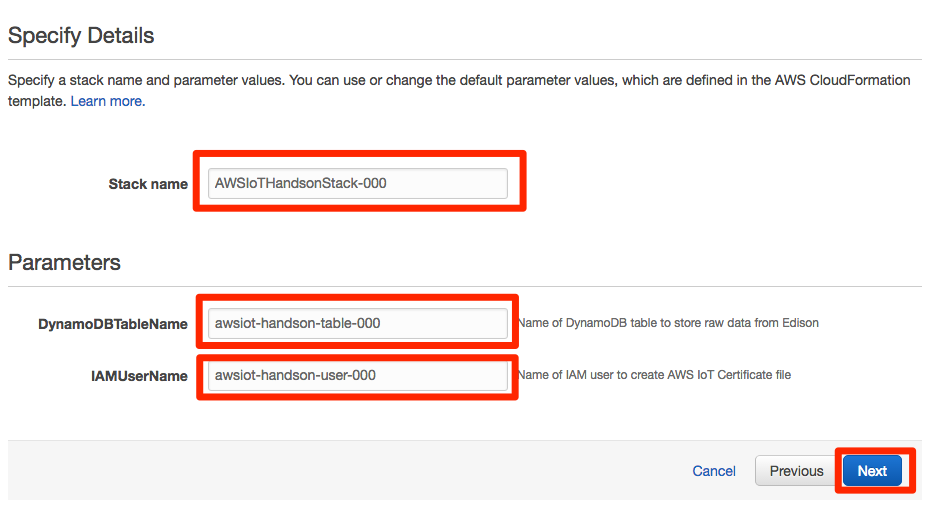 Specify Details
Specify a stack name and parameter values. You can use or change the default parameter values, which are defined in the AWS CloudFormation
template. Learn more.
Stack name AWSIoTHandsonStack-000
Parameters
DynamoDBTableName awsiot-handson-table-000 Name of DynamoDB table to store raw data from Edison
IAMUserName awsiot-handson-user-000 Name of IAM user to create AWS IoT Certificate file
Cancel Previous Next